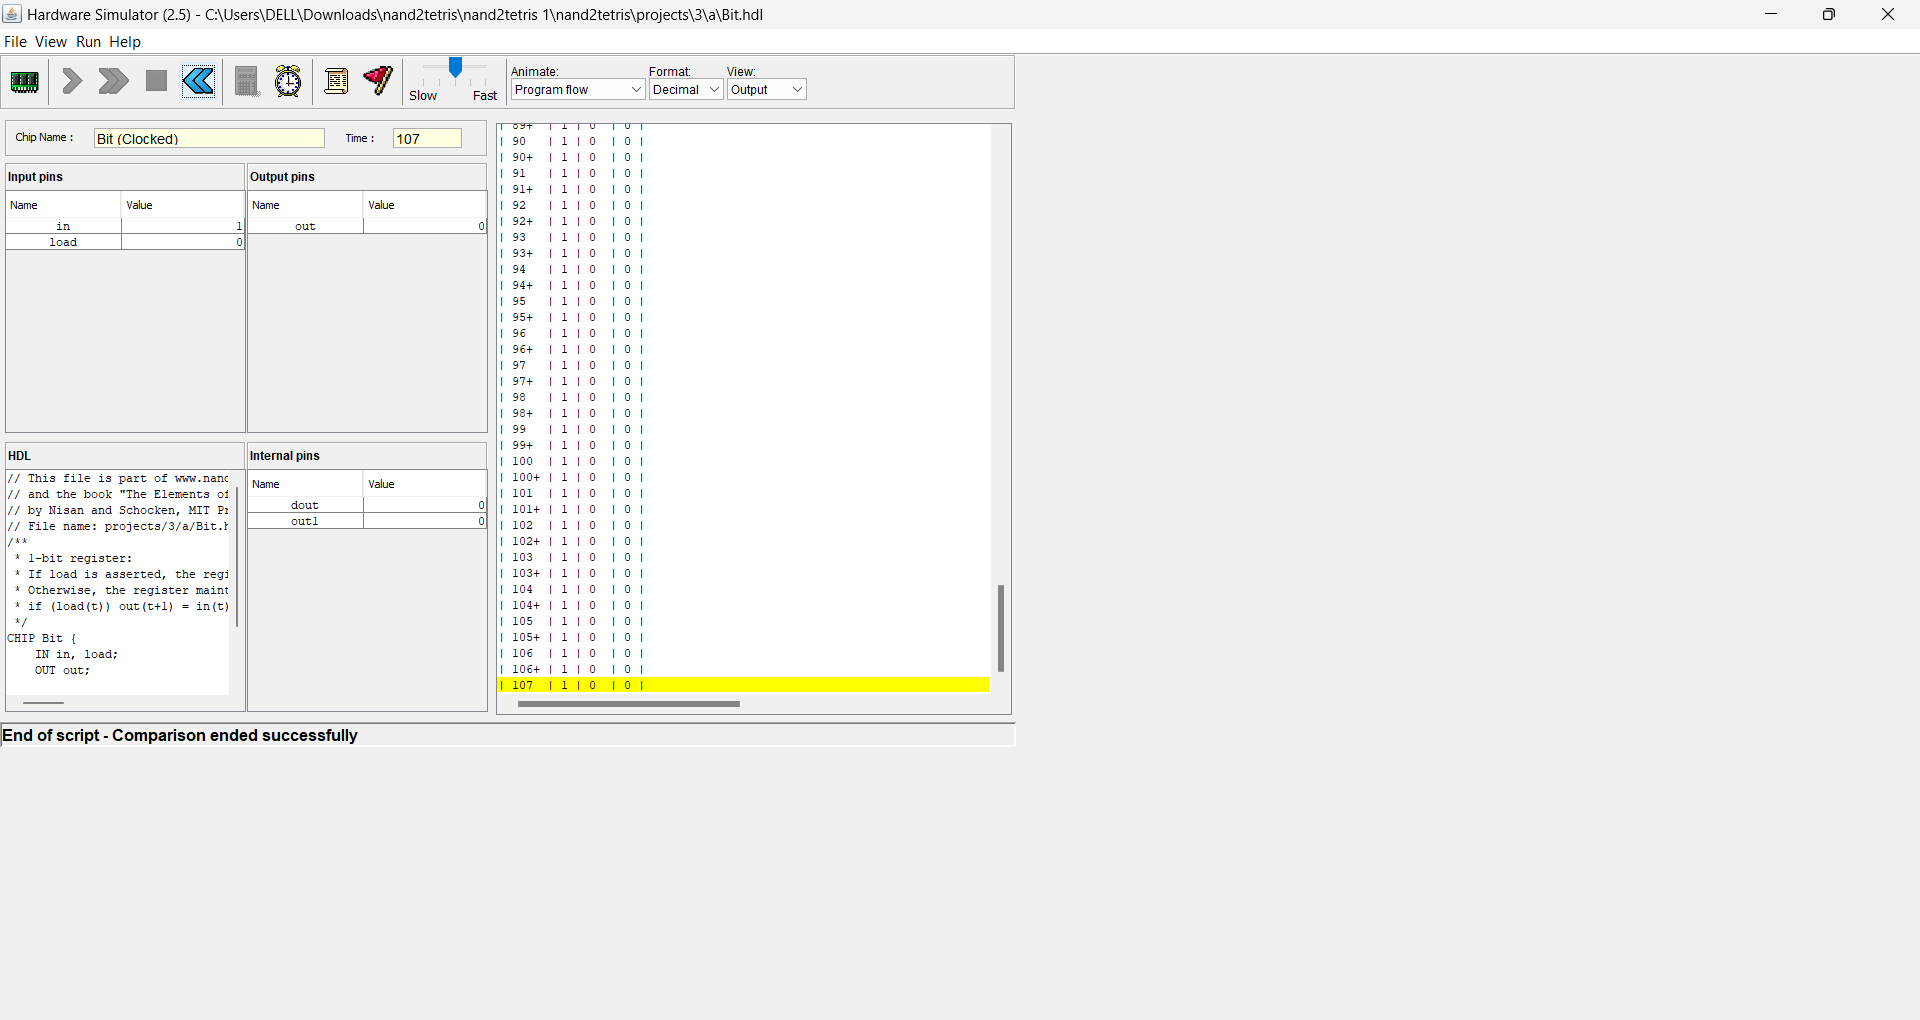 Hardware Simulator (2.5) - C:\Users\DELL\Downloads\nand2tetris\nand2tetris 1\nand2tetris\projects\3\a\Bit.hdl
File View Run Help
Slow Fast
Animate: Format: View:
Program flow Decimal Output
Chip Name : Bit (Clocked) Time : 107
Input pins
Name Value
in 1
load 0
Output pins
Name Value
out 0
HDL
// This file is part of www.nand
// and the book "The Elements of
// by Nisan and Schocken, MIT Pr
// File name: projects/3/a/Bit.h
/**
* 1-bit register:
* If load is asserted, the regi
* Otherwise, the register maint
* if (load(t)) out(t+1) = in(t)
*/
CHIP Bit {
IN in, load;
OUT out;
Internal pins
Name Value
dout 0
out1 0
| 89+ | 1 | 0 | 0 |
| 90 | 1 | 0 | 0 |
| 90+ | 1 | 0 | 0 |
| 91 | 1 | 0 | 0 |
| 91+ | 1 | 0 | 0 |
| 92 | 1 | 0 | 0 |
| 92+ | 1 | 0 | 0 |
| 93 | 1 | 0 | 0 |
| 93+ | 1 | 0 | 0 |
| 94 | 1 | 0 | 0 |
| 94+ | 1 | 0 | 0 |
| 95 | 1 | 0 | 0 |
| 95+ | 1 | 0 | 0 |
| 96 | 1 | 0 | 0 |
| 96+ | 1 | 0 | 0 |
| 97 | 1 | 0 | 0 |
| 97+ | 1 | 0 | 0 |
| 98 | 1 | 0 | 0 |
| 98+ | 1 | 0 | 0 |
| 99 | 1 | 0 | 0 |
| 99+ | 1 | 0 | 0 |
| 100 | 1 | 0 | 0 |
| 100+ | 1 | 0 | 0 |
| 101 | 1 | 0 | 0 |
| 101+ | 1 | 0 | 0 |
| 102 | 1 | 0 | 0 |
| 102+ | 1 | 0 | 0 |
| 103 | 1 | 0 | 0 |
| 103+ | 1 | 0 | 0 |
| 104 | 1 | 0 | 0 |
| 104+ | 1 | 0 | 0 |
| 105 | 1 | 0 | 0 |
| 105+ | 1 | 0 | 0 |
| 106 | 1 | 0 | 0 |
| 106+ | 1 | 0 | 0 |
| 107 | 1 | 0 | 0 |
End of script - Comparison ended successfully